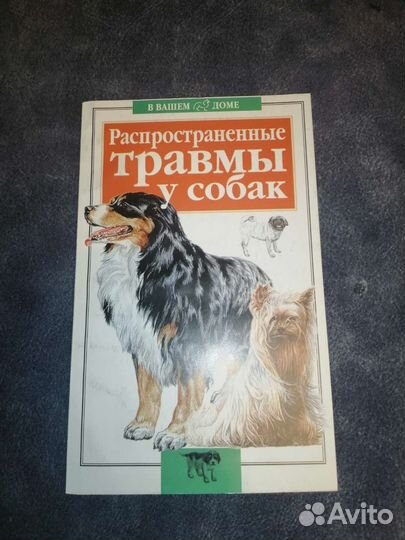 В ВАШЕМ ДОМЕ
Распространенные
травмы
у собак
Avito